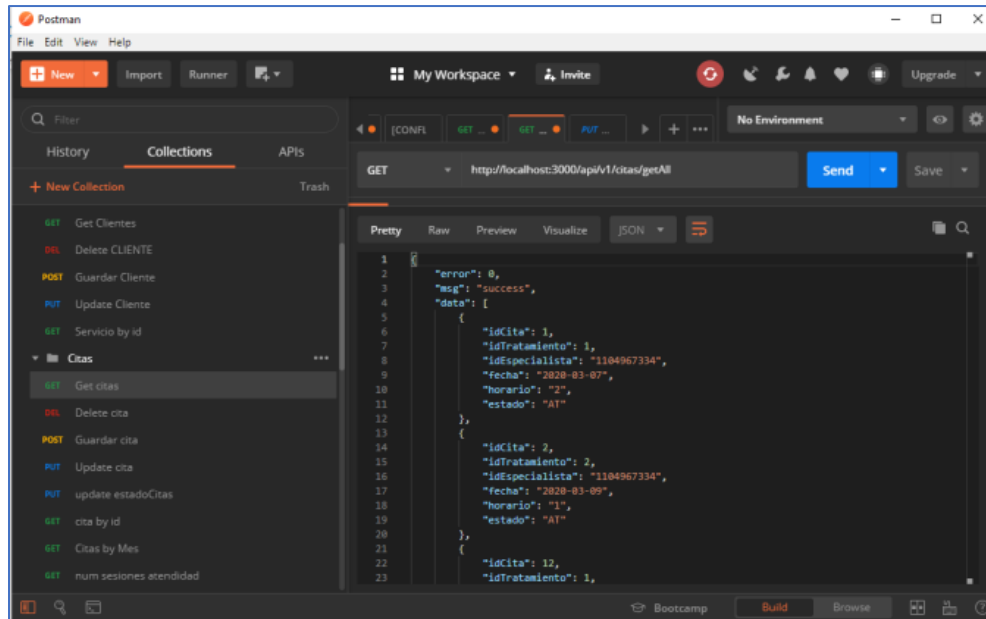 Postman
File Edit View Help
New Import Runner My Workspace Invite Upgrade
Filter
History Collections APIs
+ New Collection Trash
GET Get Clientes
DEL Delete CLIENTE
POST Guardar Cliente
PUT Update Cliente
GET Servicio by id
Citas
GET Get citas
DEL Delete cita
POST Guardar cita
PUT Update cita
PUT update estadoCitas
GET cita by id
GET Citas by Mes
GET num sesiones atendidad
[CONFL GET ... GET ... PUT ... + ... No Environment
GET http://localhost:3000/api/v1/citas/getAll Send Save
Pretty Raw Preview Visualize JSON
1 {
2 "error": 0,
3 "msg": "success",
4 "data": [
5 {
6 "idCita": 1,
7 "idTratamiento": 1,
8 "idEspecialista": "1104967334",
9 "fecha": "2020-03-07",
10 "horario": "2",
11 "estado": "AT"
12 },
13 {
14 "idCita": 2,
15 "idTratamiento": 2,
16 "idEspecialista": "1104967334",
17 "fecha": "2020-03-09",
18 "horario": "1",
19 "estado": "AT"
20 },
21 {
22 "idCita": 12,
23 "idTratamiento": 1,
Bootcamp Build Browse